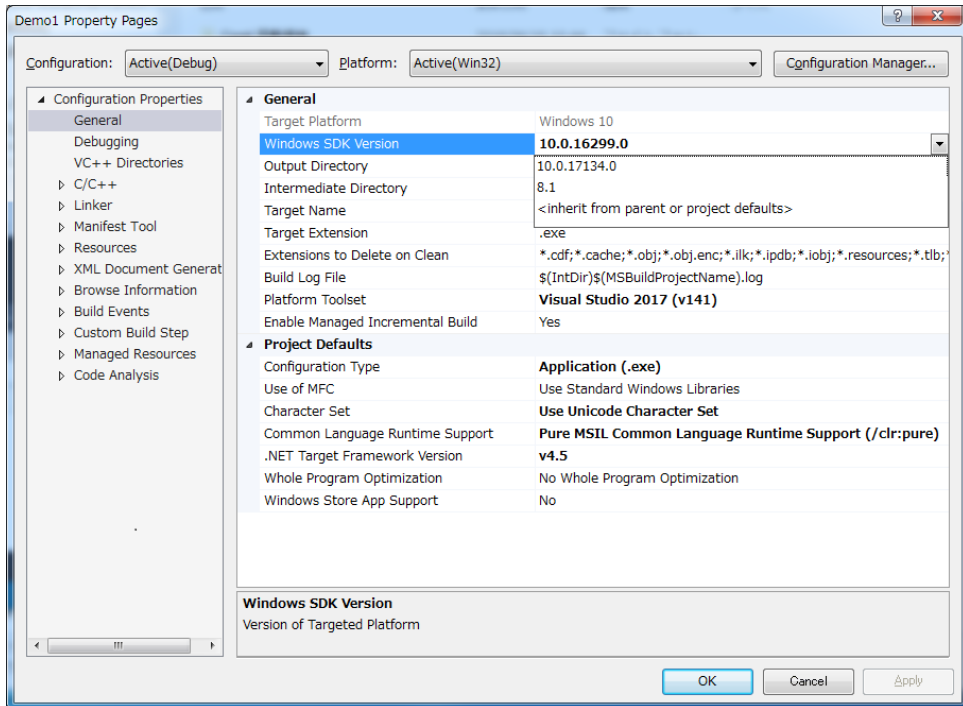 Demo1 Property Pages
Configuration: Active(Debug) Platform: Active(Win32) Configuration Manager...
Configuration Properties
General
Debugging
VC++ Directories
C/C++
Linker
Manifest Tool
Resources
XML Document Generat
Browse Information
Build Events
Custom Build Step
Managed Resources
Code Analysis
General
Target Platform Windows 10
Windows SDK Version 10.0.16299.0
Output Directory 10.0.17134.0
Intermediate Directory 8.1
Target Name <inherit from parent or project defaults>
Target Extension .exe
Extensions to Delete on Clean *.cdf;*.cache;*.obj;*.obj.enc;*.ilk;*.ipdb;*.iobj;*.resources;*.tlb;*
Build Log File $(IntDir)$(MSBuildProjectName).log
Platform Toolset Visual Studio 2017 (v141)
Enable Managed Incremental Build Yes
Project Defaults
Configuration Type Application (.exe)
Use of MFC Use Standard Windows Libraries
Character Set Use Unicode Character Set
Common Language Runtime Support Pure MSIL Common Language Runtime Support (/clr:pure)
.NET Target Framework Version v4.5
Whole Program Optimization No Whole Program Optimization
Windows Store App Support No
Windows SDK Version
Version of Targeted Platform
OK Cancel Apply